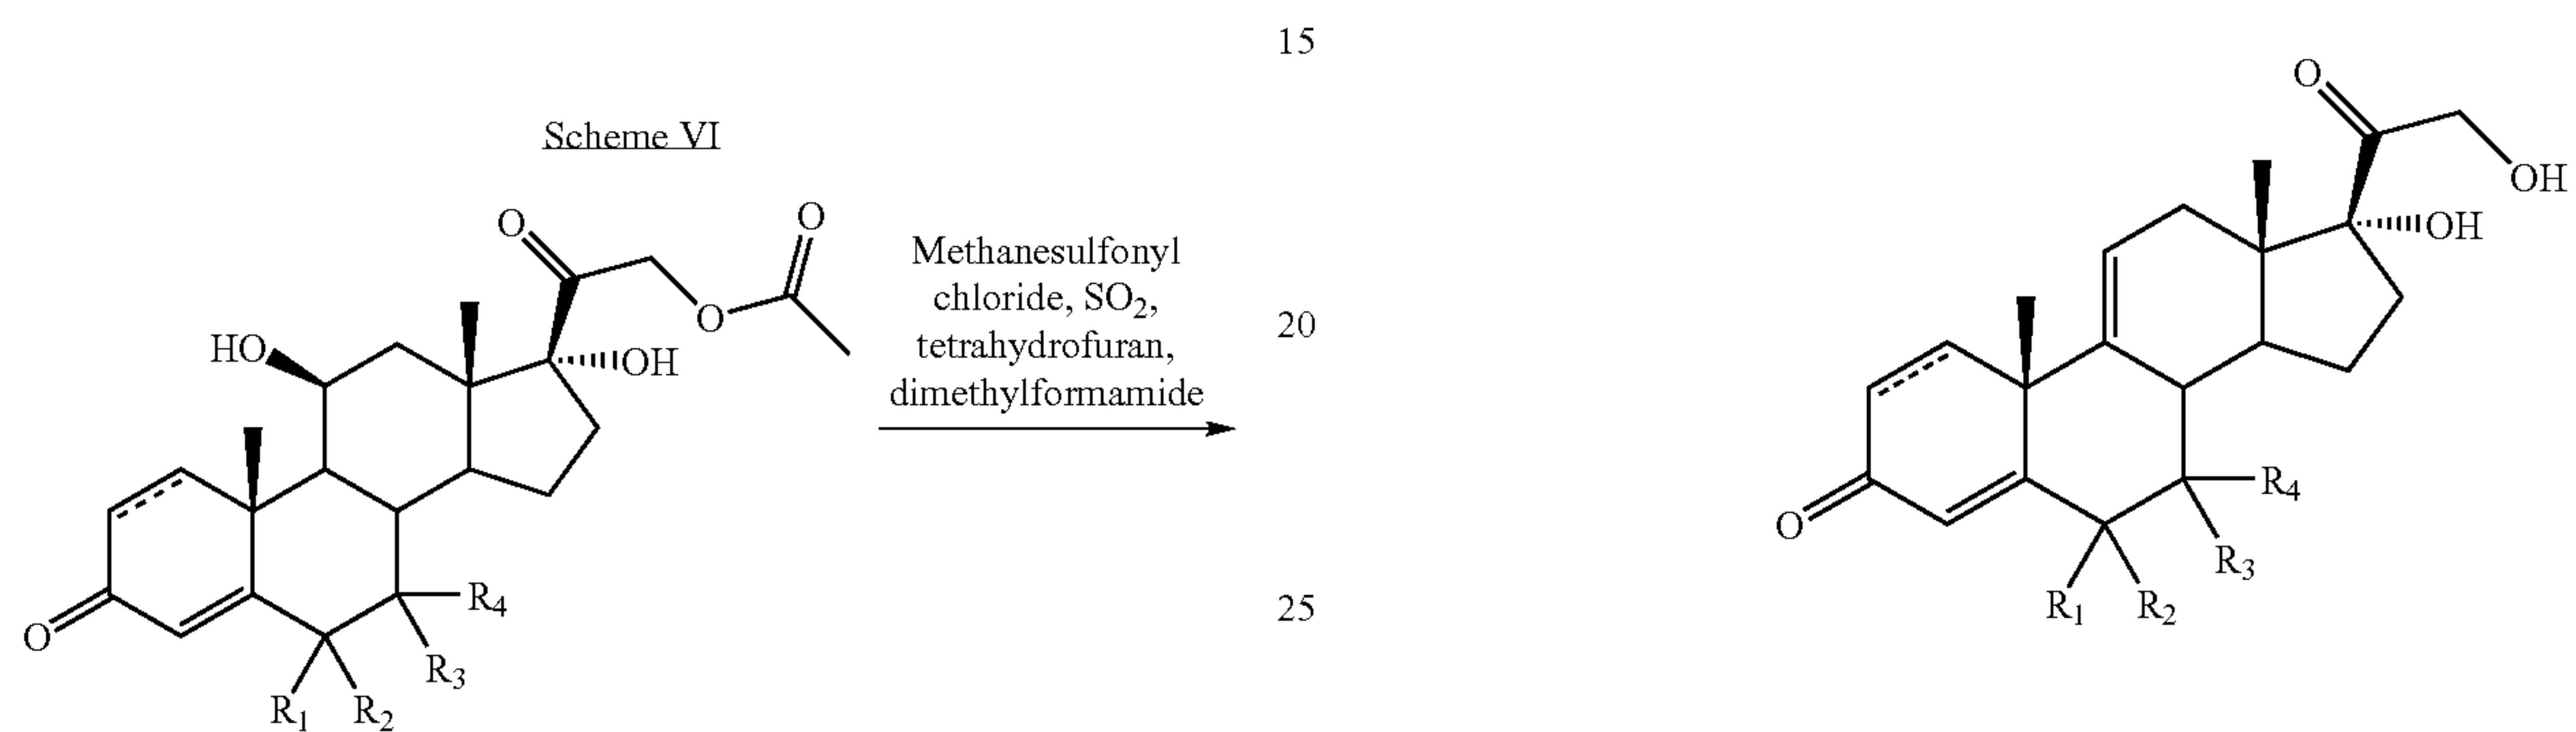 15
Scheme VI
O
OH
O
O
O
HO
OH
OH
Methanesulfonyl
chloride, SO₂,
tetrahydrofuran,
dimethylformamide
20
O
R₄
R₃
R₁ R₂
25
O
R₄
R₃
R₁ R₂